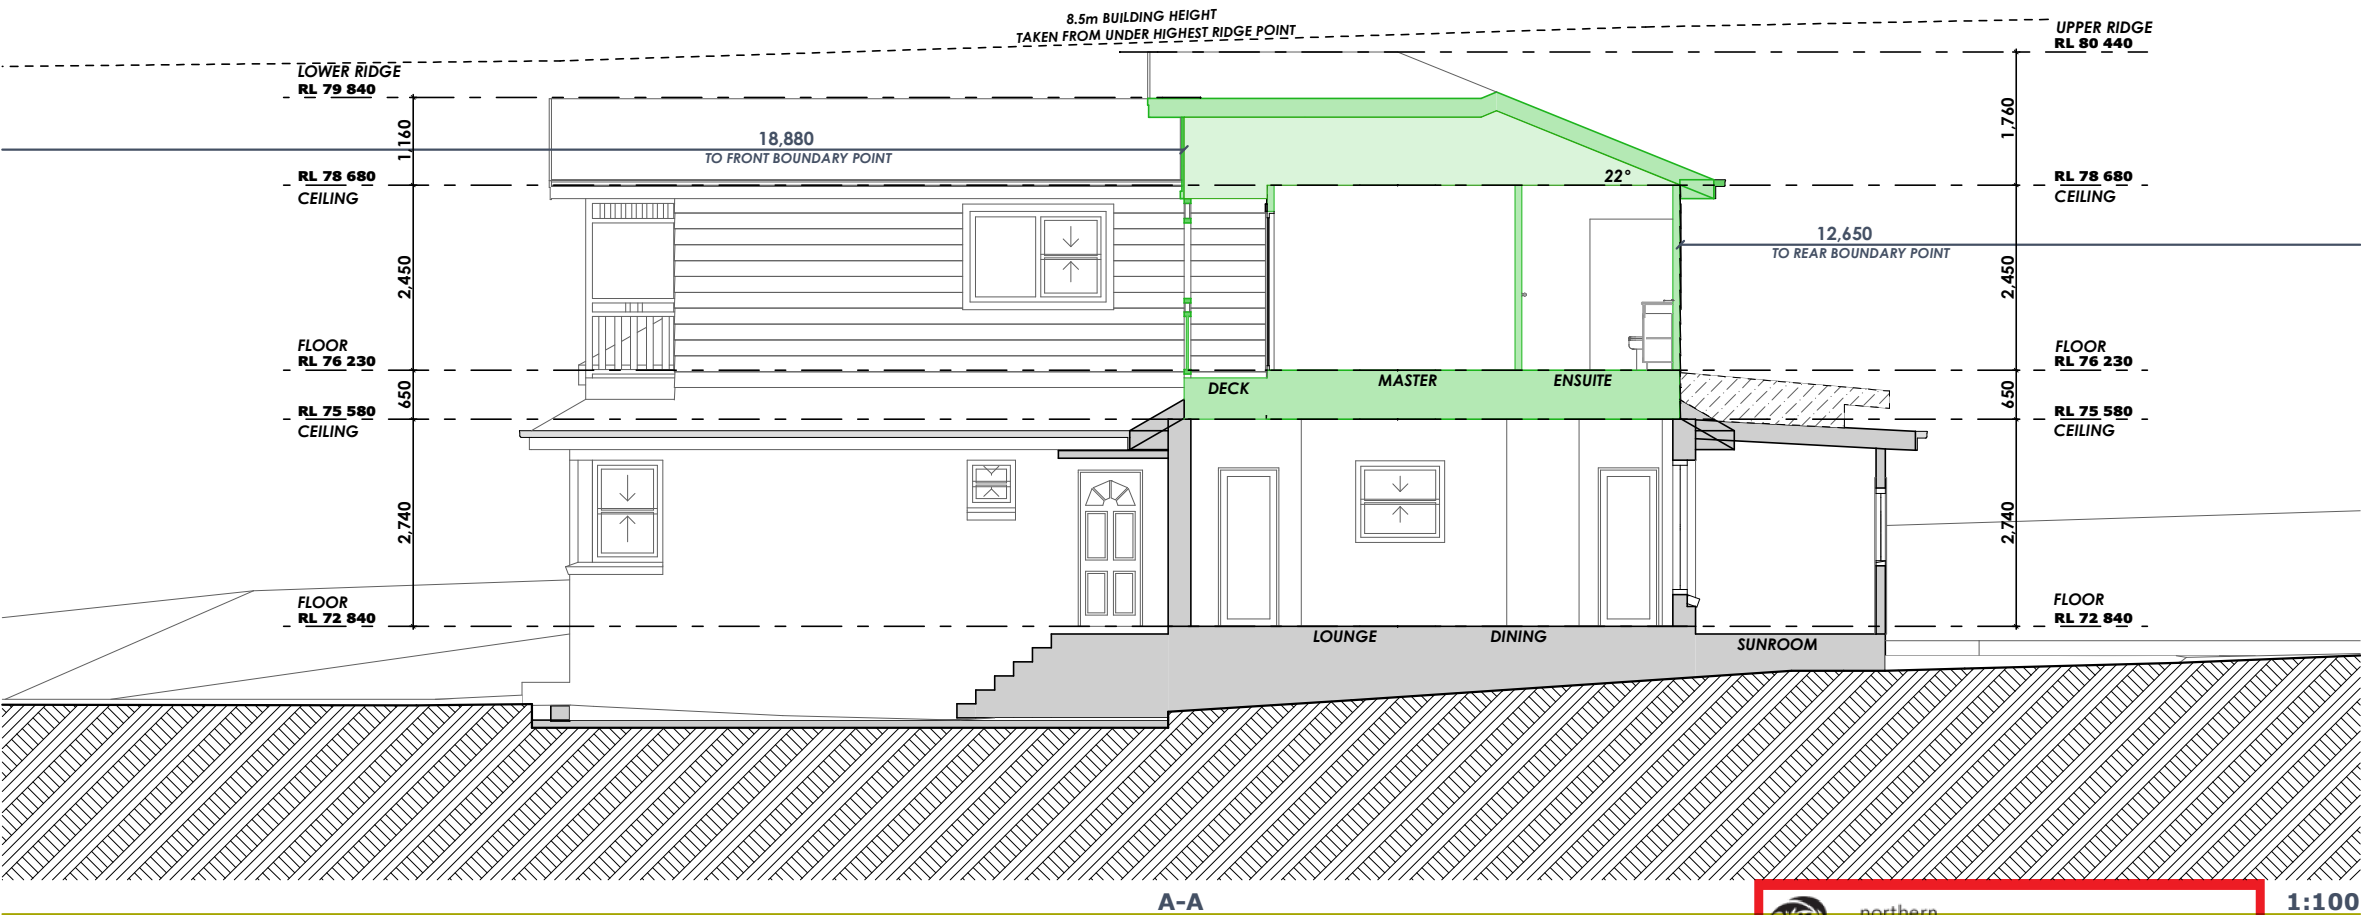 8.5m BUILDING HEIGHT
TAKEN FROM UNDER HIGHEST RIDGE POINT
UPPER RIDGE
RL 80 440
LOWER RIDGE
RL 79 840
1,160
1,760
18,880
TO FRONT BOUNDARY POINT
RL 78 680
CEILING
22°
RL 78 680
CEILING
12,650
TO REAR BOUNDARY POINT
2,450
2,450
FLOOR
RL 76 230
FLOOR
RL 76 230
DECK
MASTER
ENSUITE
650
650
RL 75 580
CEILING
RL 75 580
CEILING
2,740
2,740
FLOOR
RL 72 840
FLOOR
RL 72 840
LOUNGE
DINING
SUNROOM
A-A
northern
1:100